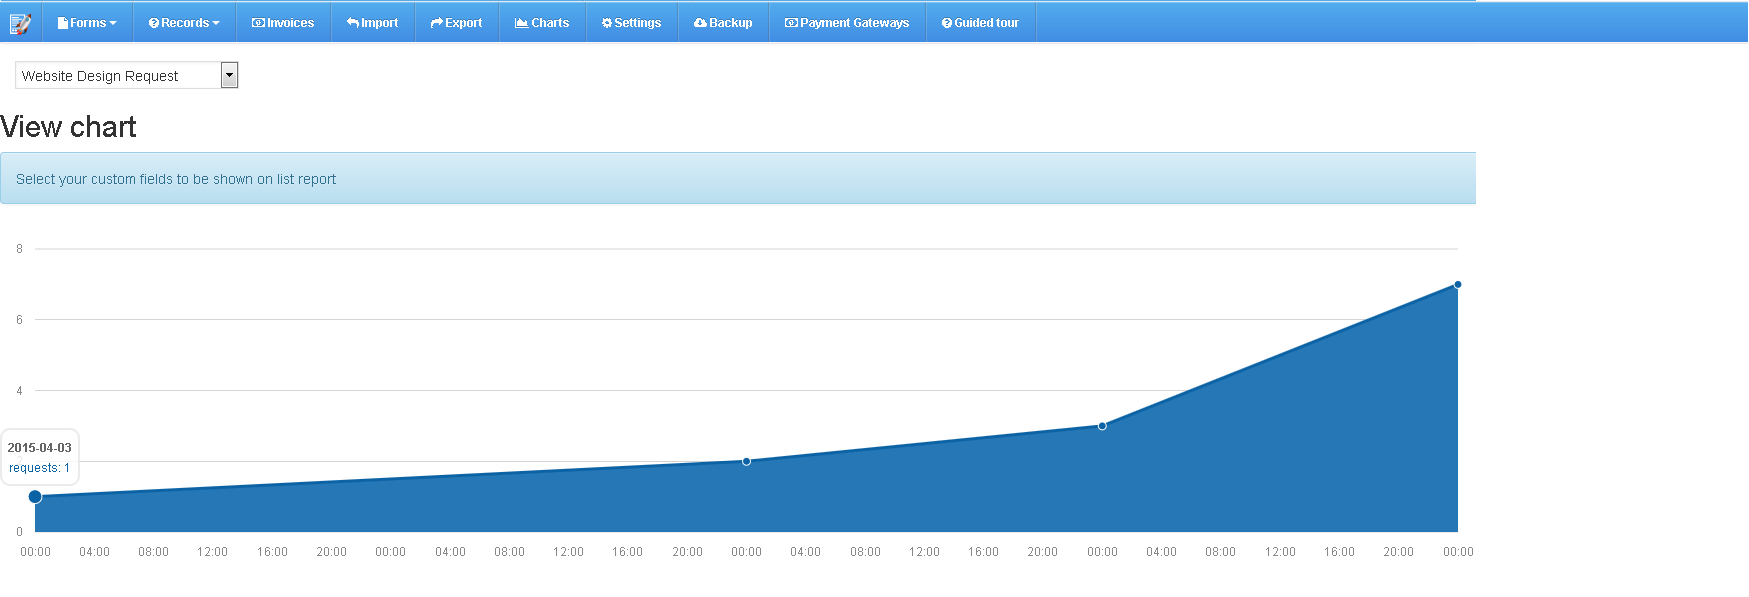 Forms Records Invoices Import Export Charts Settings Backup Payment Gateways Guided tour
Website Design Request
View chart
Select your custom fields to be shown on list report
8
6
4
2015-04-03
requests: 1
0
00:00 04:00 08:00 12:00 16:00 20:00 00:00 04:00 08:00 12:00 16:00 20:00 00:00 04:00 08:00 12:00 16:00 20:00 00:00 04:00 08:00 12:00 16:00 20:00 00:00